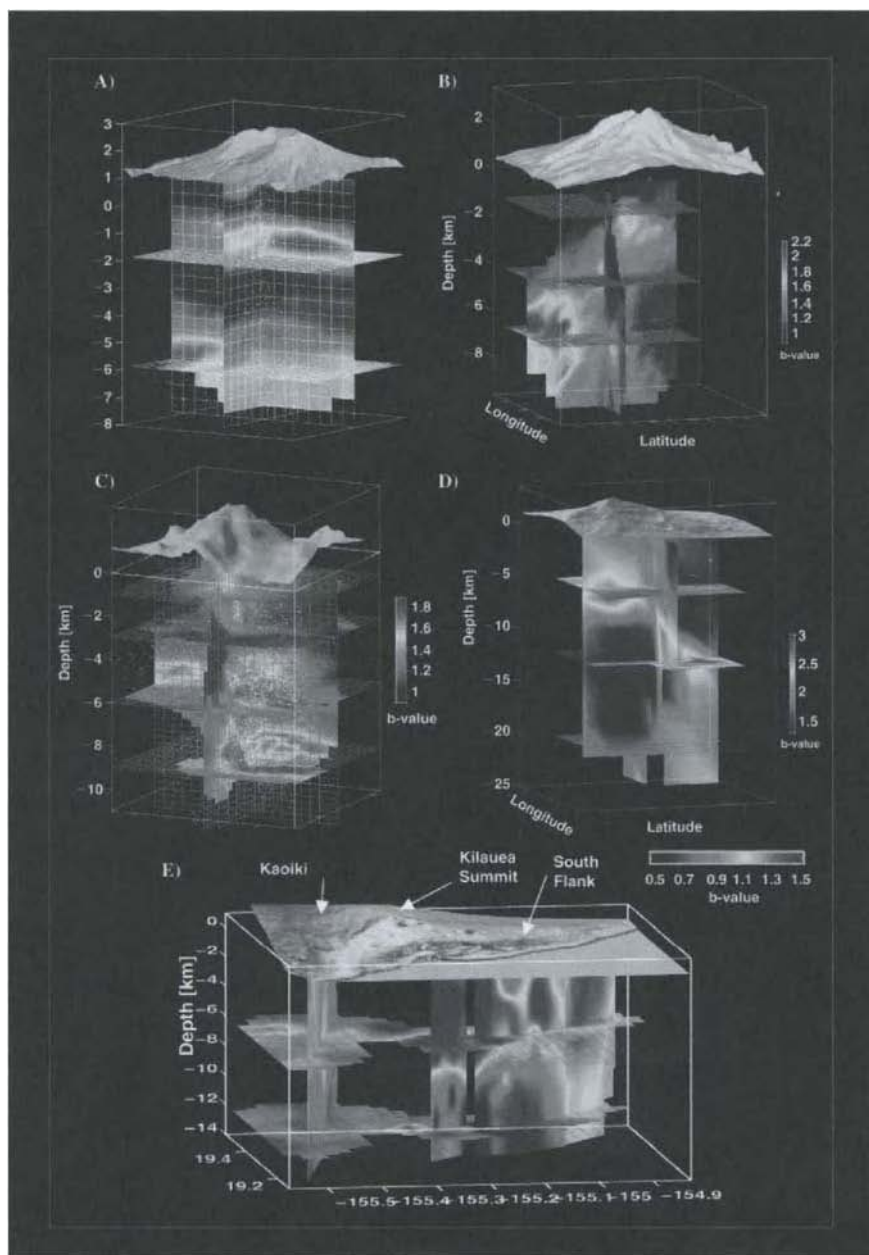 A)
3
2
1
0
1
2
3
4
5
6
7
8
B)
2
0
−2
4
6
8
Depth [km]
Longitude
Latitude
2.2
2
1.8
1.6
1.4
1.2
1
b-value
C)
0
−2
−4
−6
−8
−10
Depth [km]
1.8
1.6
1.4
1.2
1
b-value
D)
0
−5
−10
−15
20
25
Depth [km]
Longitude
Latitude
3
2.5
2
1.5
b-value
E)
Kaoiki
Kilauea
Summit
South
Flank
0.5 0.7 0.9 1.1 1.3 1.5
b-value
0
−2
−4
−6
−8
−10
−12
−14
Depth [km]
19.4
19.2
−155.5 −155.4 −155.3 −155.2 −155.1 −155 −154.9